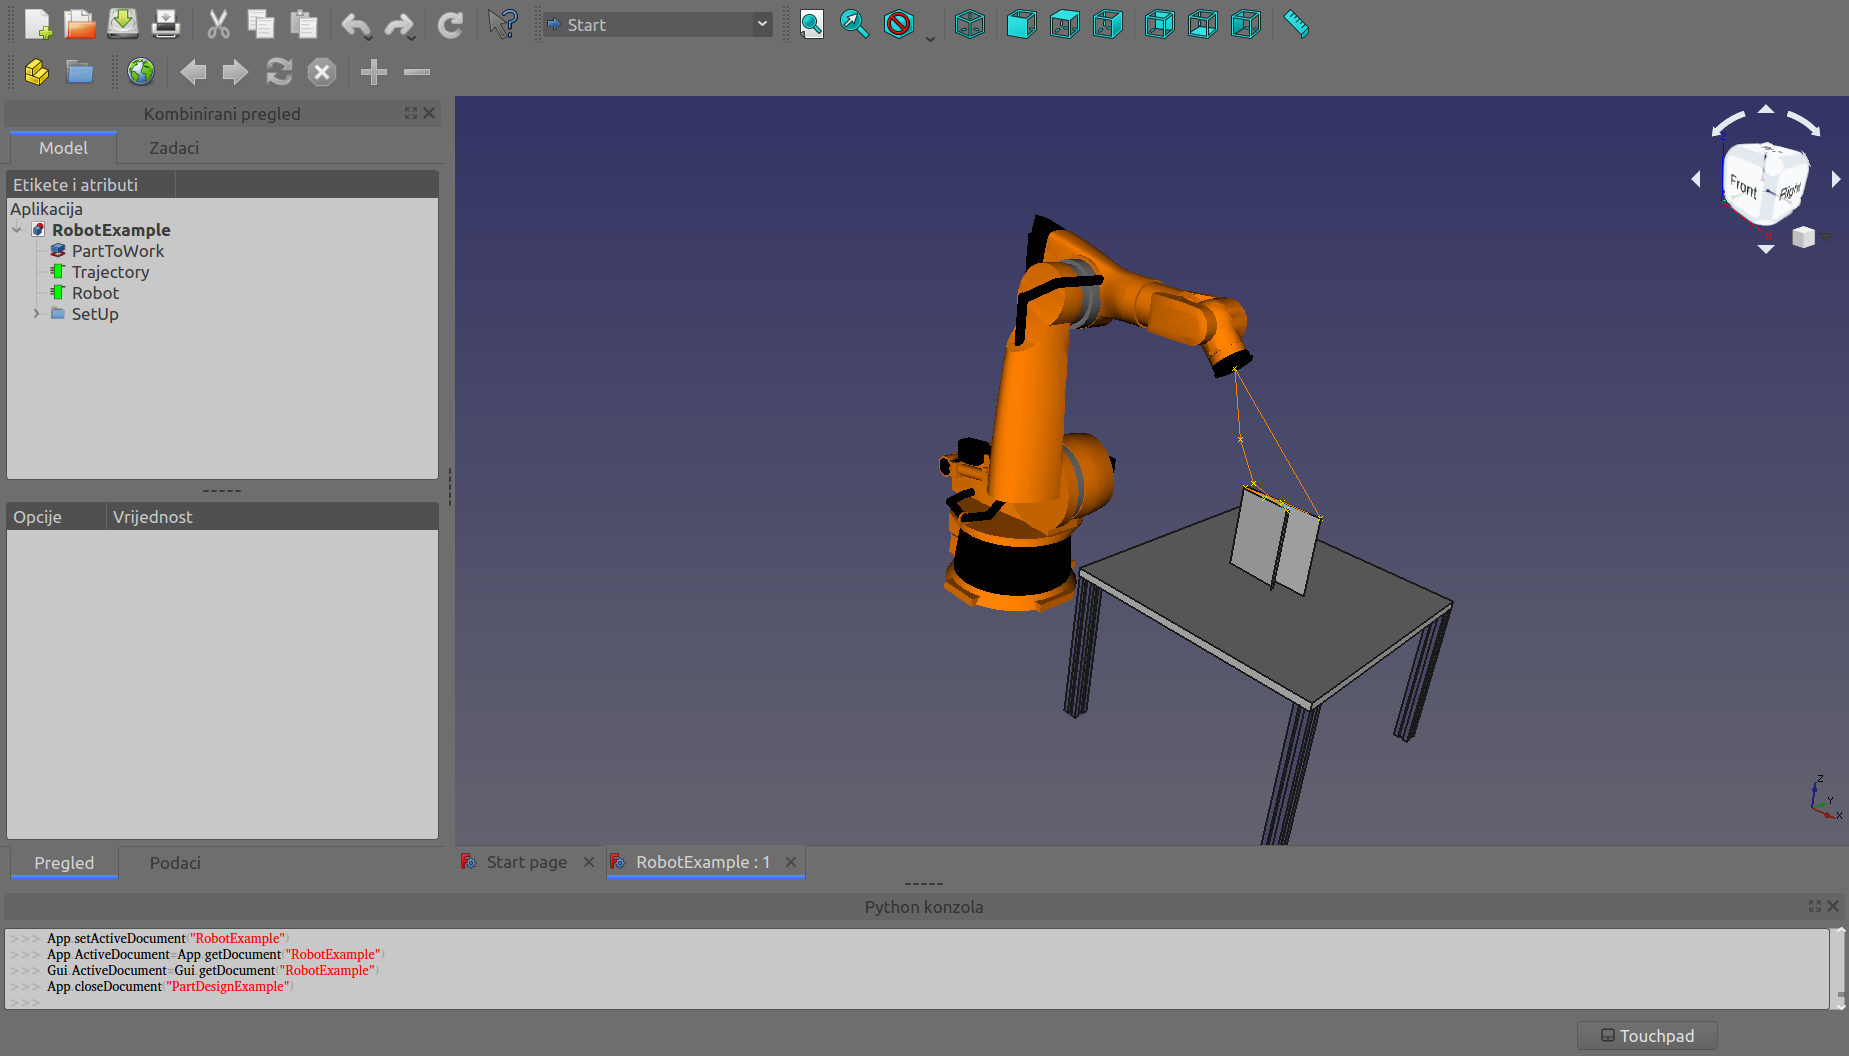 Start
Kombinirani pregled
Model
Zadaci
Etikete i atributi
Aplikacija
RobotExample
PartToWork
Trajectory
Robot
SetUp
Opcije
Vrijednost
Pregled
Podaci
Front
Right
Z
Y
X
Start page
RobotExample : 1
Python konzola
>>> App.setActiveDocument("RobotExample")
>>> App.ActiveDocument=App.getDocument("RobotExample")
>>> Gui.ActiveDocument=Gui.getDocument("RobotExample")
>>> App.closeDocument("PartDesignExample")
>>>
Touchpad